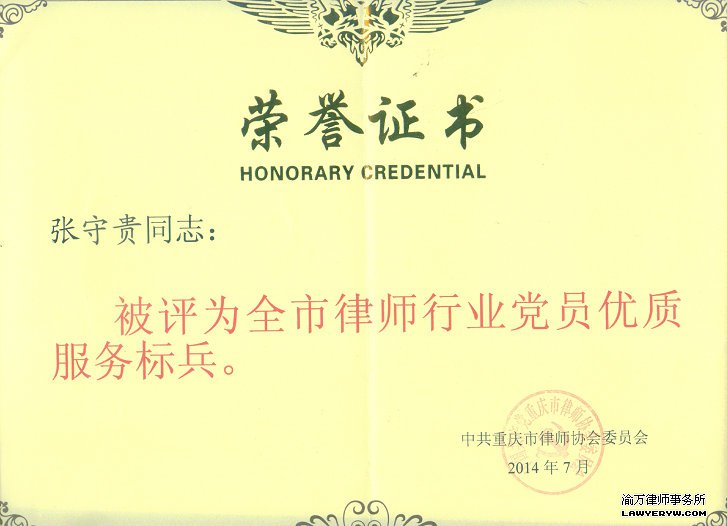 荣誉证书
HONORARY CREDENTIAL
张守贵同志：
被评为全市律师行业党员优质
服务标兵。
中共重庆市律师协会委员会
2014年7月
渝万律师事务所
LAWYERYW.COM